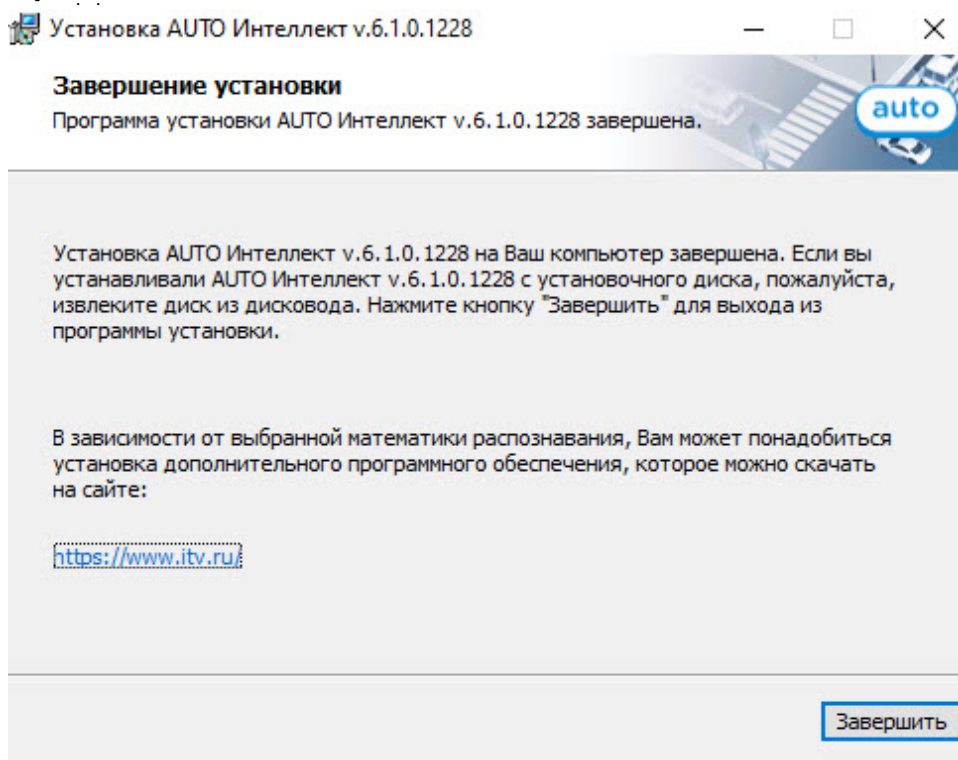 Установка AUTO Интеллект v.6.1.0.1228
Завершение установки
Программа установки AUTO Интеллект v.6.1.0.1228 завершена.
auto
Установка AUTO Интеллект v.6.1.0.1228 на Ваш компьютер завершена. Если вы
устанавливали AUTO Интеллект v.6.1.0.1228 с установочного диска, пожалуйста,
извлеките диск из дисковода. Нажмите кнопку "Завершить" для выхода из
программы установки.
В зависимости от выбранной математики распознавания, Вам может понадобиться
установка дополнительного программного обеспечения, которое можно скачать
на сайте:
https://www.itv.ru/
Завершить